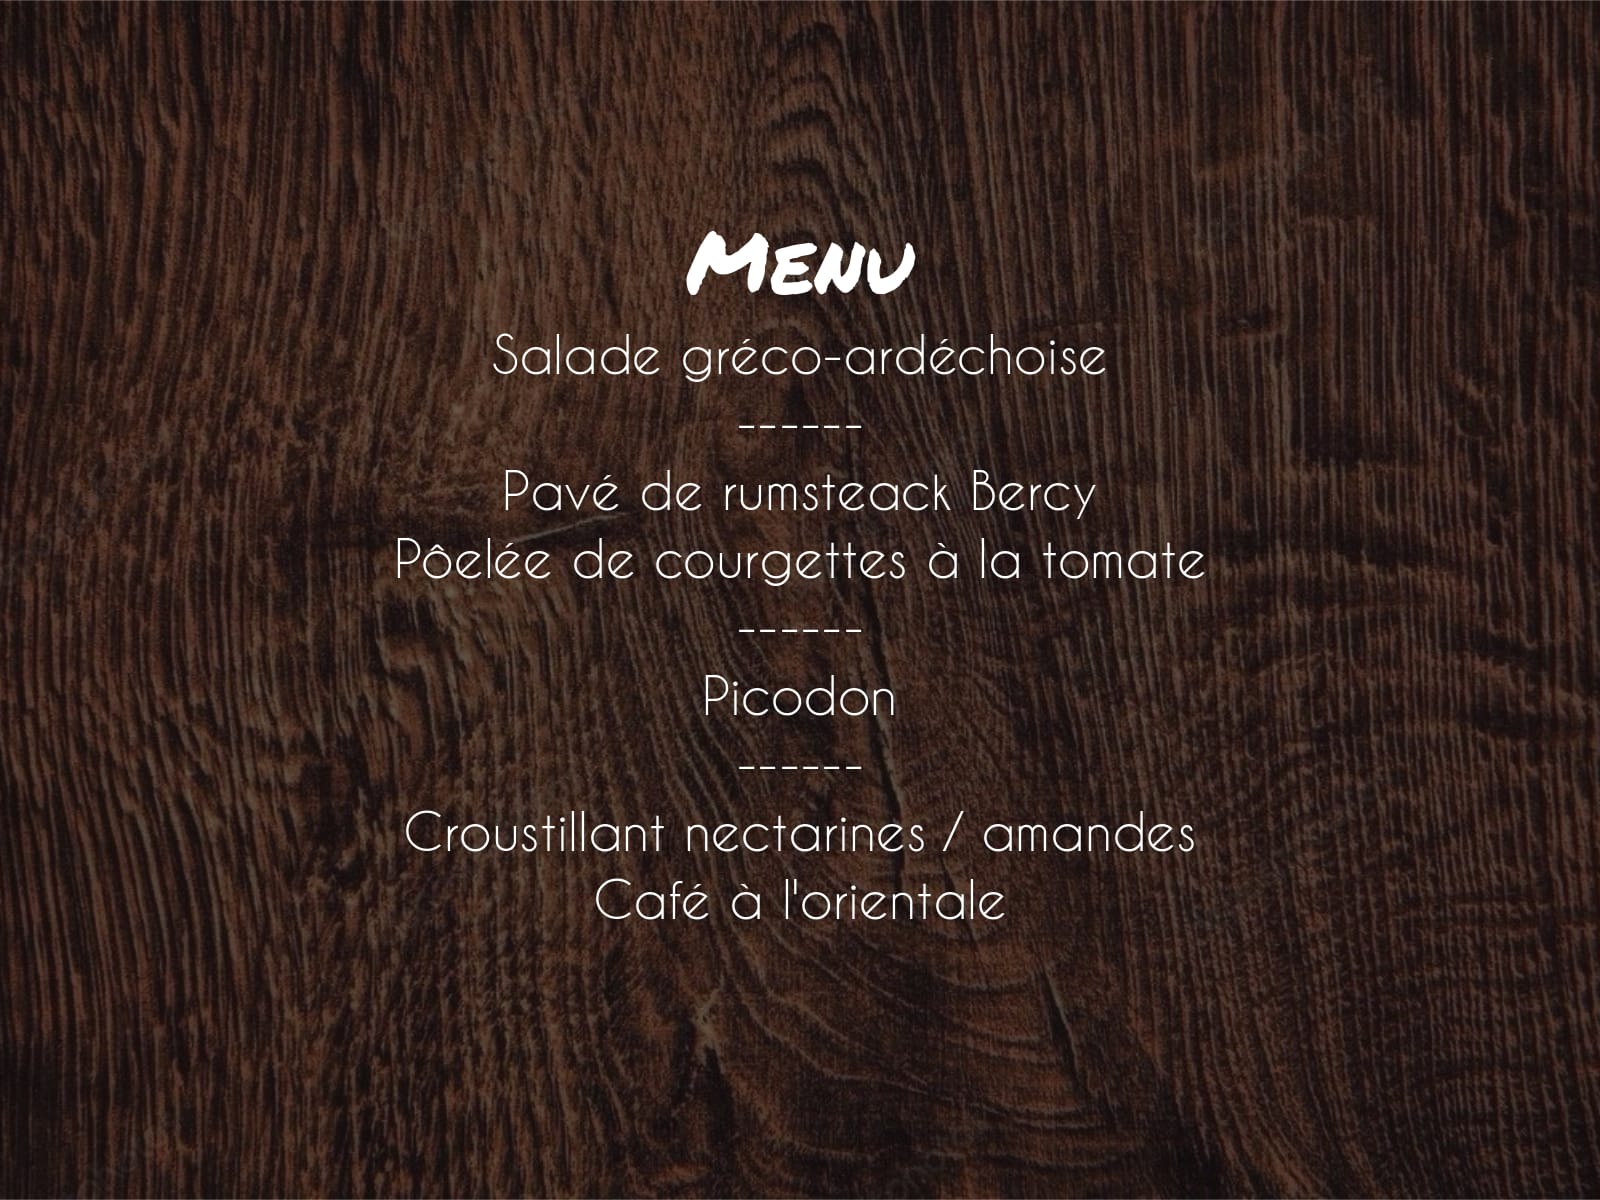 Menu
Salade gréco-ardéchoise
------
Pavé de rumsteack Bercy
Pôelée de courgettes à la tomate
------
Picodon
------
Croustillant nectarines / amandes
Café à l'orientale